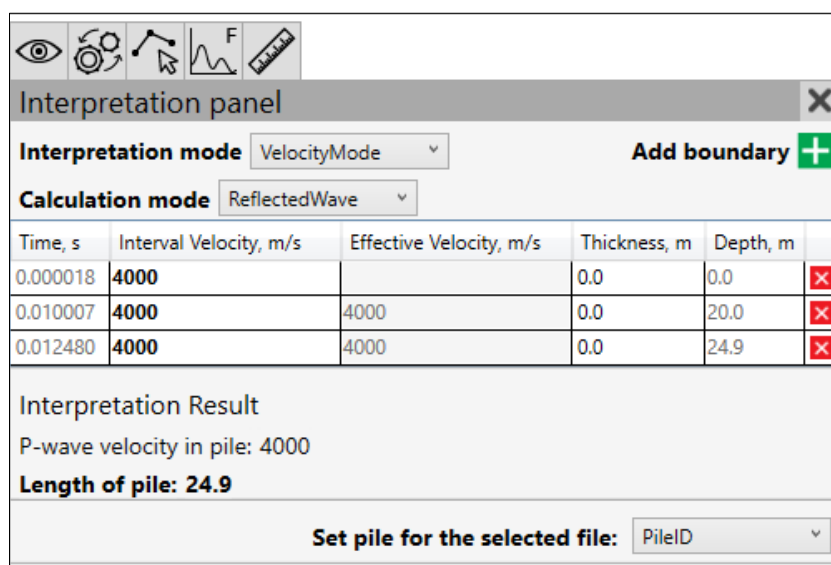 F
Interpretation panel
Interpretation mode VelocityMode Add boundary
Calculation mode ReflectedWave
Time, s Interval Velocity, m/s Effective Velocity, m/s Thickness, m Depth, m
0.000018 4000 0.0 0.0
0.010007 4000 4000 0.0 20.0
0.012480 4000 4000 0.0 24.9
Interpretation Result
P-wave velocity in pile: 4000
Length of pile: 24.9
Set pile for the selected file: PileID